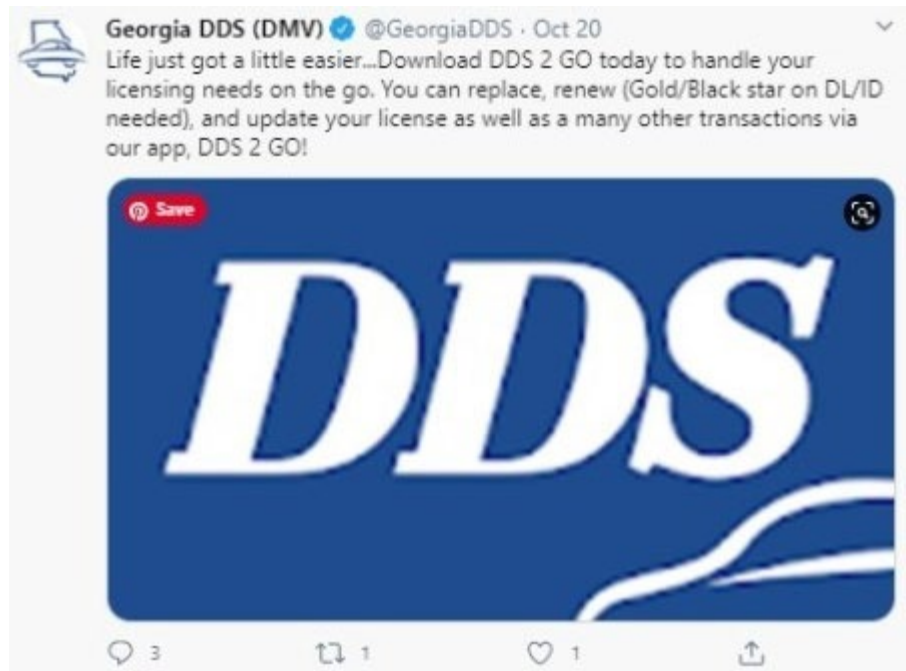 Georgia DDS (DMV) @GeorgiaDDS · Oct 20
Life just got a little easier...Download DDS 2 GO today to handle your
licensing needs on the go. You can replace, renew (Gold/Black star on DL/ID
needed), and update your license as well as a many other transactions via
our app, DDS 2 GO!
Save
DDS
3 1 1